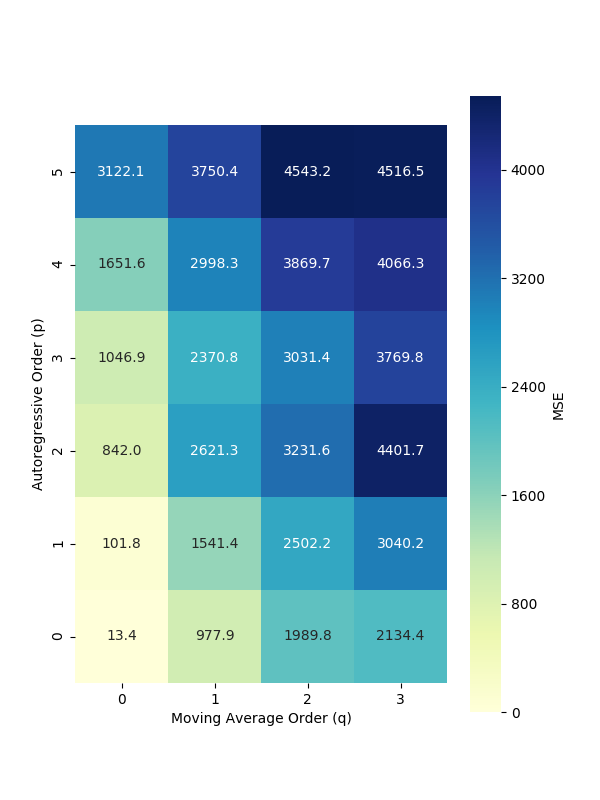 5 3122.1 3750.4 4543.2 4516.5
4 1651.6 2998.3 3869.7 4066.3
3 1046.9 2370.8 3031.4 3769.8
2 842.0 2621.3 3231.6 4401.7
1 101.8 1541.4 2502.2 3040.2
0 13.4 977.9 1989.8 2134.4
0 1 2 3
Moving Average Order (q)
Autoregressive Order (p)
4000
3200
2400
1600
800
0
MSE